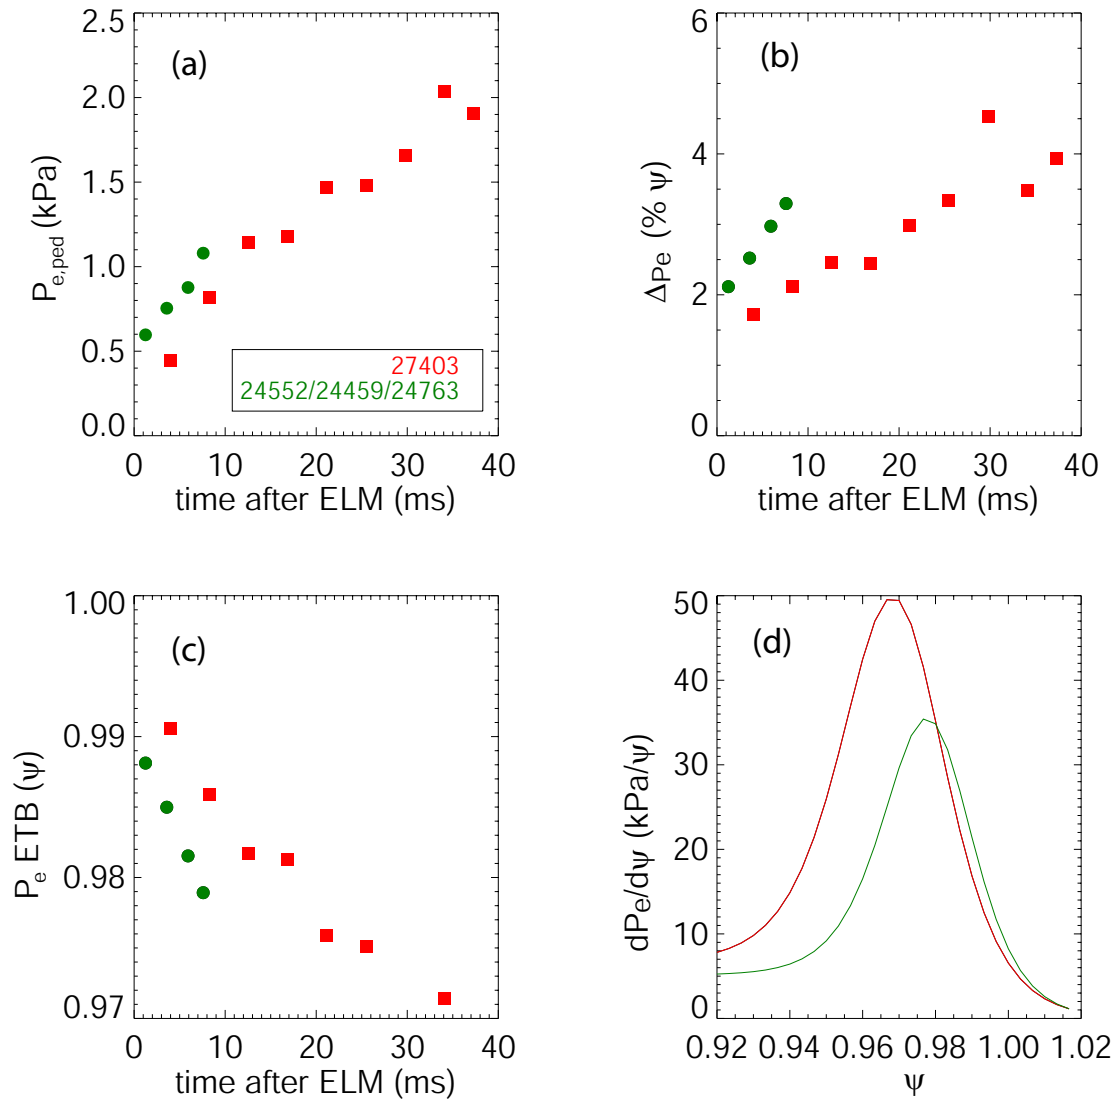 (a)
2.5
2.0
1.5
1.0
0.5
0.0
P_e,ped (kPa)
27403
24552/24459/24763
0 10 20 30 40
time after ELM (ms)
(b)
6
4
2
0
Δ_Pe (% ψ)
0 10 20 30 40
time after ELM (ms)
(c)
1.00
0.99
0.98
0.97
P_e ETB (ψ)
0 10 20 30 40
time after ELM (ms)
(d)
50
40
30
20
10
0
dPe/dψ (kPa/ψ)
0.92 0.94 0.96 0.98 1.00 1.02
ψ